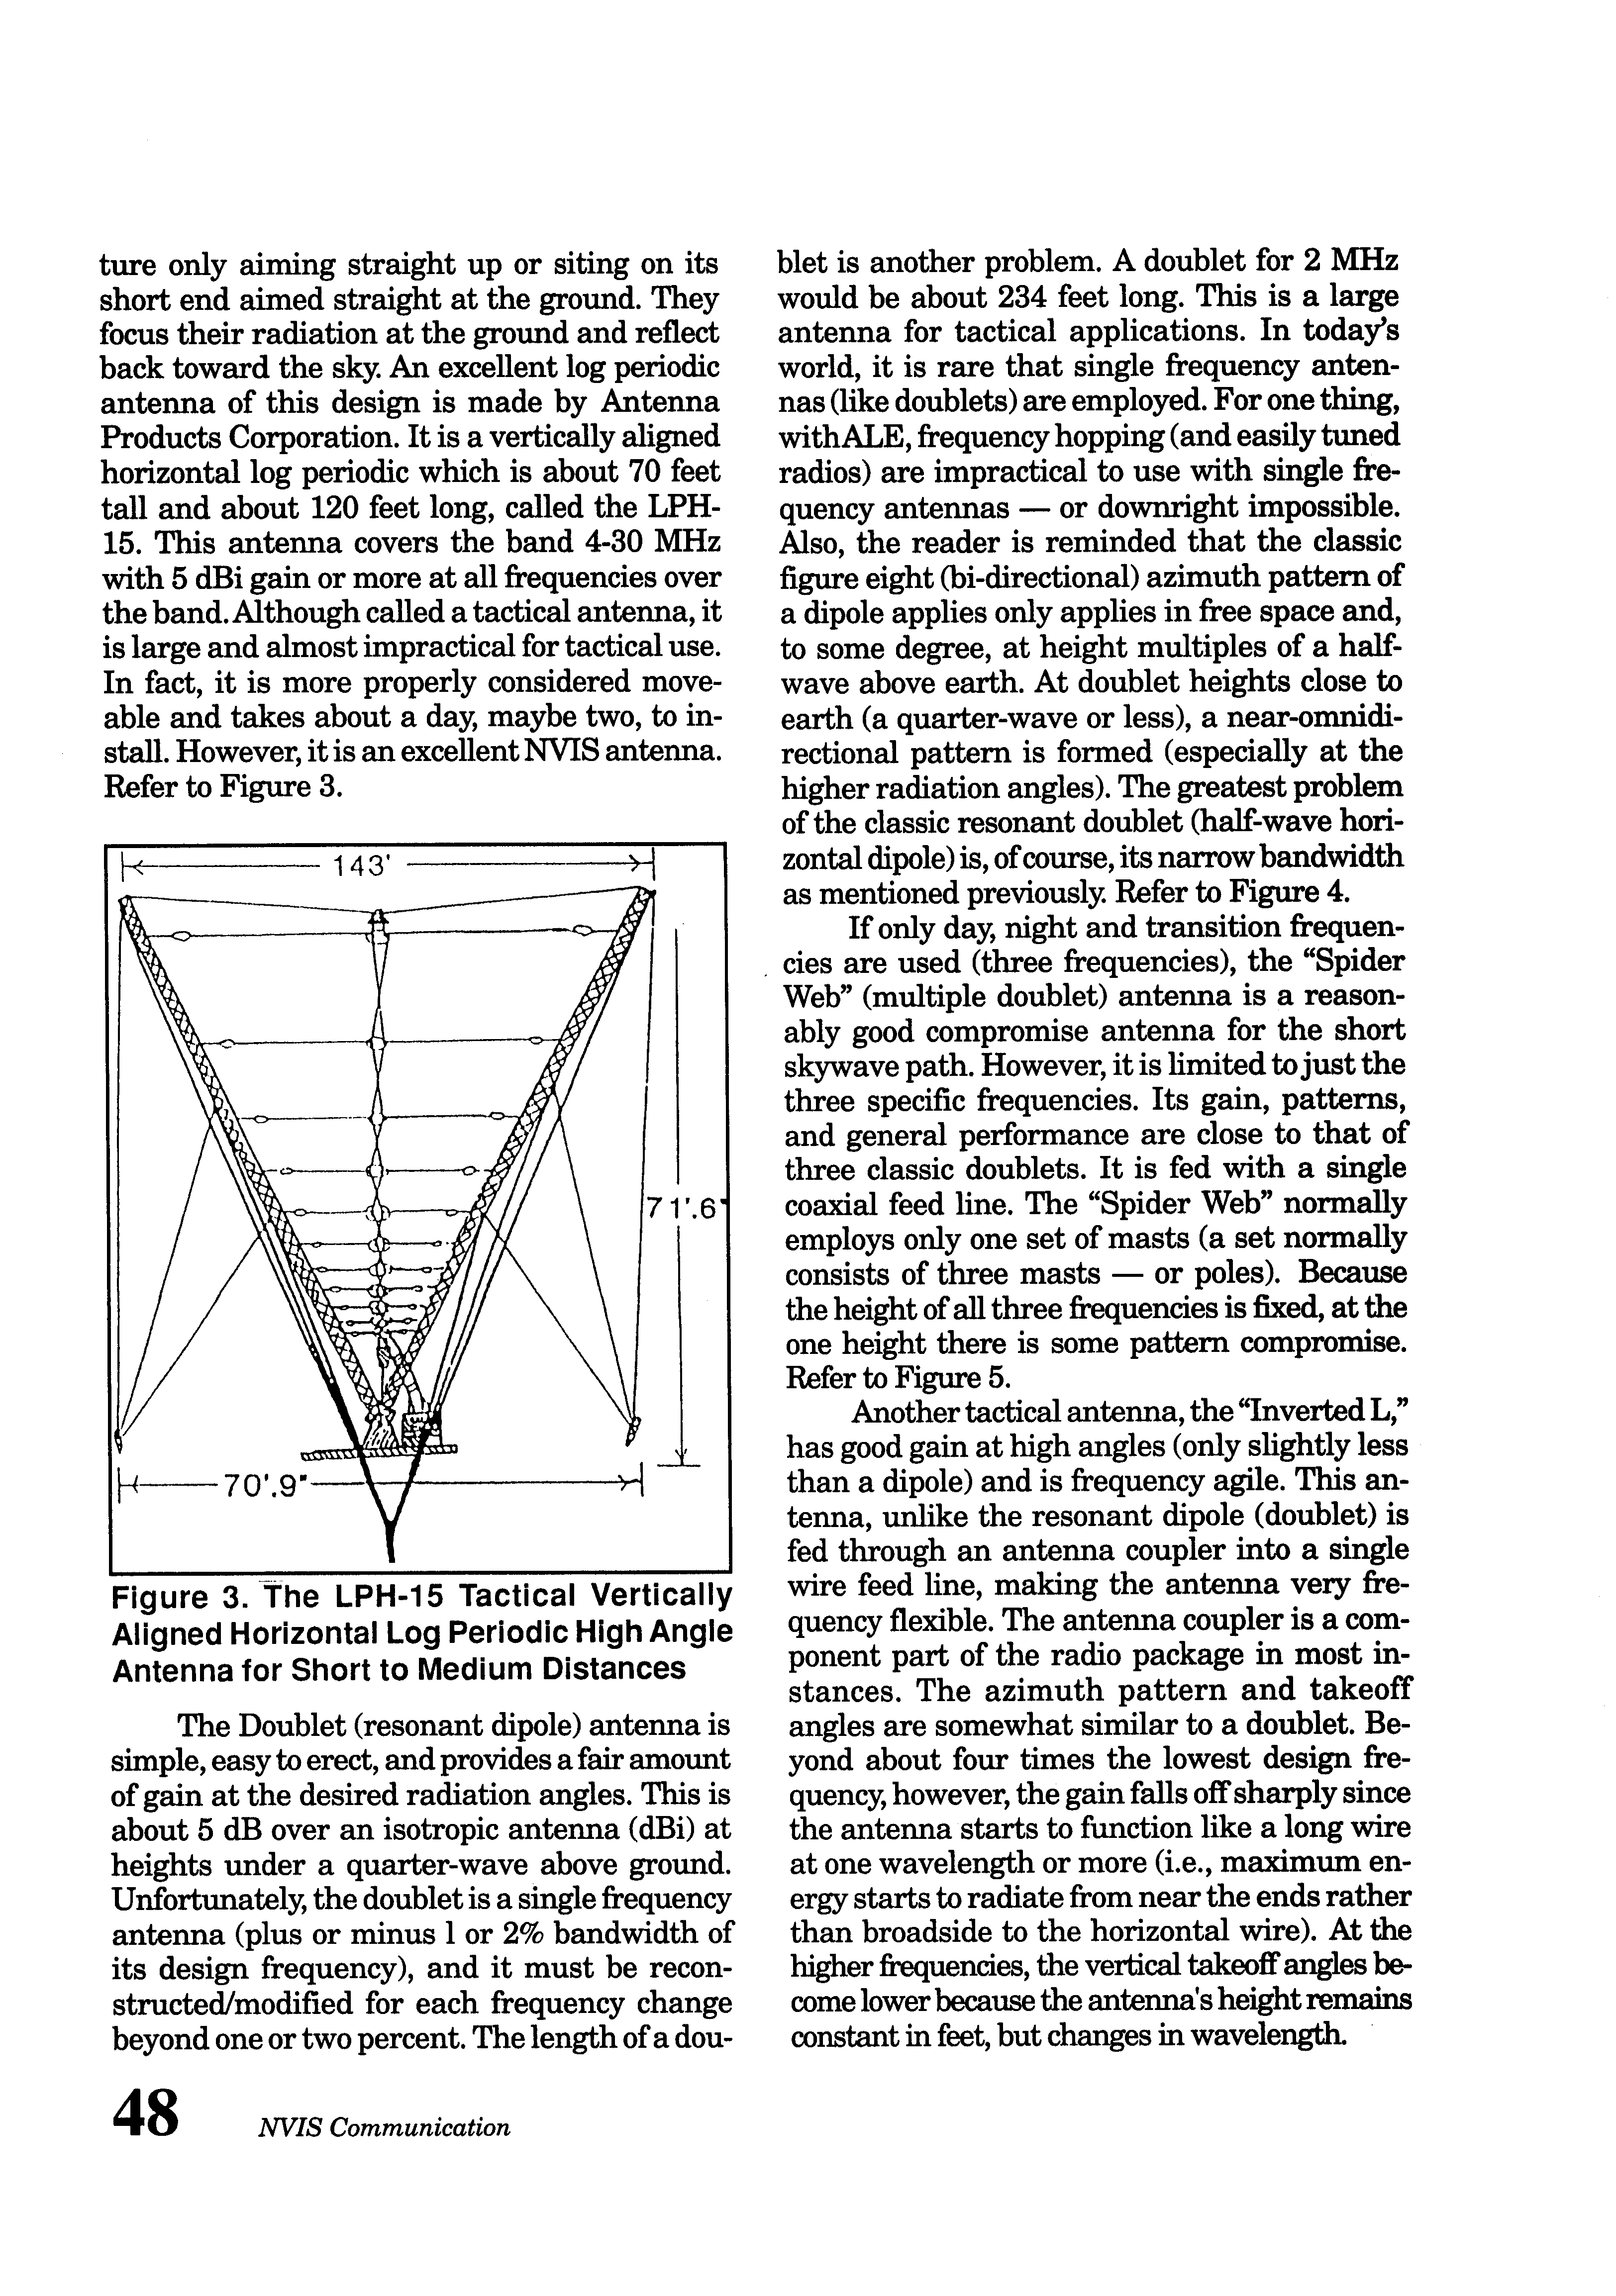 ture only aiming straight up or siting on its
short end aimed straight at the ground. They
focus their radiation at the ground and reflect
back toward the sky. An excellent log periodic
antenna of this design is made by Antenna
Products Corporation. It is a vertically aligned
horizontal log periodic which is about 70 feet
tall and about 120 feet long, called the LPH-
15. This antenna covers the band 4-30 MHz
with 5 dBi gain or more at all frequencies over
the band. Although called a tactical antenna, it
is large and almost impractical for tactical use.
In fact, it is more properly considered move-
able and takes about a day, maybe two, to in-
stall. However, it is an excellent NVIS antenna.
Refer to Figure 3.
143'
71'.6"
70'.9"
Figure 3. The LPH-15 Tactical Vertically
Aligned Horizontal Log Periodic High Angle
Antenna for Short to Medium Distances
The Doublet (resonant dipole) antenna is
simple, easy to erect, and provides a fair amount
of gain at the desired radiation angles. This is
about 5 dB over an isotropic antenna (dBi) at
heights under a quarter-wave above ground.
Unfortunately, the doublet is a single frequency
antenna (plus or minus 1 or 2% bandwidth of
its design frequency), and it must be recon-
structed/modified for each frequency change
beyond one or two percent. The length of a dou-
blet is another problem. A doublet for 2 MHz
would be about 234 feet long. This is a large
antenna for tactical applications. In today's
world, it is rare that single frequency anten-
nas (like doublets) are employed. For one thing,
with ALE, frequency hopping (and easily tuned
radios) are impractical to use with single fre-
quency antennas — or downright impossible.
Also, the reader is reminded that the classic
figure eight (bi-directional) azimuth pattern of
a dipole applies only applies in free space and,
to some degree, at height multiples of a half-
wave above earth. At doublet heights close to
earth (a quarter-wave or less), a near-omnidi-
rectional pattern is formed (especially at the
higher radiation angles). The greatest problem
of the classic resonant doublet (half-wave hori-
zontal dipole) is, of course, its narrow bandwidth
as mentioned previously. Refer to Figure 4.
If only day, night and transition frequen-
cies are used (three frequencies), the “Spider
Web” (multiple doublet) antenna is a reason-
ably good compromise antenna for the short
skywave path. However, it is limited to just the
three specific frequencies. Its gain, patterns,
and general performance are close to that of
three classic doublets. It is fed with a single
coaxial feed line. The “Spider Web” normally
employs only one set of masts (a set normally
consists of three masts — or poles). Because
the height of all three frequencies is fixed, at the
one height there is some pattern compromise.
Refer to Figure 5.
Another tactical antenna, the “Inverted L,”
has good gain at high angles (only slightly less
than a dipole) and is frequency agile. This an-
tenna, unlike the resonant dipole (doublet) is
fed through an antenna coupler into a single
wire feed line, making the antenna very fre-
quency flexible. The antenna coupler is a com-
ponent part of the radio package in most in-
stances. The azimuth pattern and takeoff
angles are somewhat similar to a doublet. Be-
yond about four times the lowest design fre-
quency, however, the gain falls off sharply since
the antenna starts to function like a long wire
at one wavelength or more (i.e., maximum en-
ergy starts to radiate from near the ends rather
than broadside to the horizontal wire). At the
higher frequencies, the vertical takeoff angles be-
come lower because the antenna's height remains
constant in feet, but changes in wavelength.
48
NVIS Communication